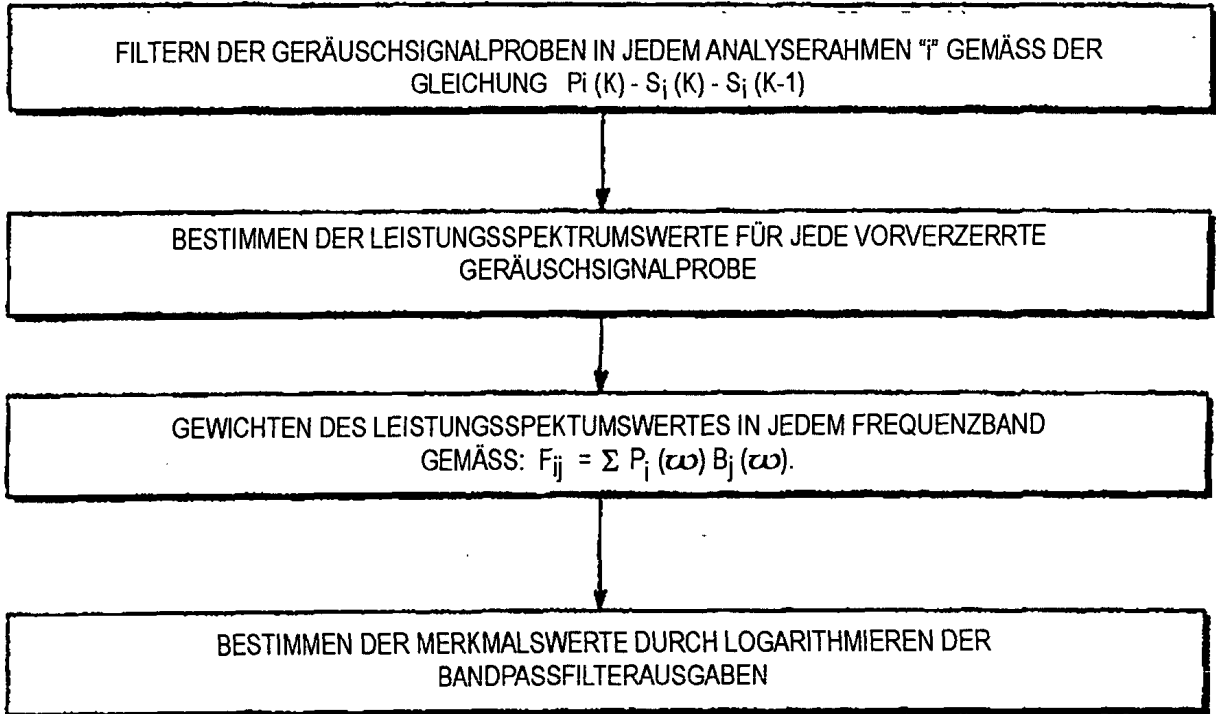 FILTERN DER GERÄUSCHSIGNALPROBEN IN JEDEM ANALYSERAHMEN "i" GEMÄSS DER
GLEICHUNG Pi (K) - Si (K) - Si (K-1)
BESTIMMEN DER LEISTUNGSSPEKTRUMSWERTE FÜR JEDE VORVERZERRTE
GERÄUSCHSIGNALPROBE
GEWICHTEN DES LEISTUNGSSPEKTUMSWERTES IN JEDEM FREQUENZBAND
GEMÄSS: Fij = Σ Pi (ω) Bj (ω).
BESTIMMEN DER MERKMALSWERTE DURCH LOGARITHMIEREN DER
BANDPASSFILTERAUSGABEN